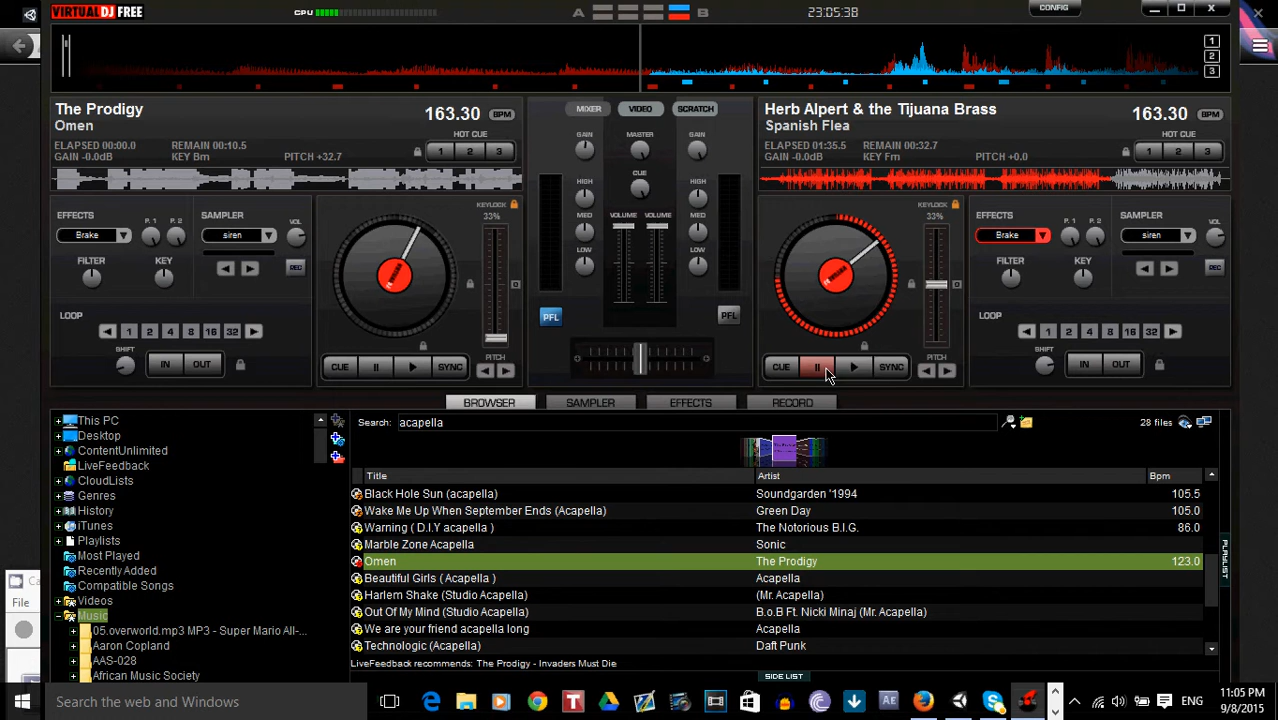 VIRTUAL DJ FREE
CPU
A
B
23:05:38
CONFIG
1
2
3
The Prodigy
Omen
163.30 BPM
ELAPSED 00:00.0 REMAIN 00:10.5
GAIN -0.0dB KEY Bm PITCH +32.7
HOT CUE
1 2 3
MIXER VIDEO SCRATCH
Herb Alpert & the Tijuana Brass
Spanish Flea
163.30 BPM
ELAPSED 01:35.5 REMAIN 00:32.7
GAIN -0.0dB KEY Fm PITCH +0.0
HOT CUE
1 2 3
EFFECTS
P. 1 P. 2
Brake
SAMPLER
VOL
siren
FILTER KEY
REC
LOOP
1 2 4 8 16 32
SHIFT
IN OUT
KEYLOCK
33%
CUE SYNC
PITCH
GAIN MASTER GAIN
CUE
HIGH HIGH
MED VOLUME VOLUME MED
LOW LOW
PFL PFL
KEYLOCK
33%
CUE SYNC
PITCH
EFFECTS
P. 1 P. 2
Brake
SAMPLER
VOL
siren
FILTER KEY
REC
LOOP
1 2 4 8 16 32
SHIFT
IN OUT
BROWSER SAMPLER EFFECTS RECORD
This PC
Desktop
ContentUnlimited
LiveFeedback
CloudLists
Genres
History
iTunes
Playlists
Most Played
Recently Added
Compatible Songs
Videos
Music
05.overworld.mp3 MP3 - Super Mario All-...
Aaron Copland
AAS-028
African Music Society
Search: acapella
28 files
Title Artist Bpm
Black Hole Sun (acapella) Soundgarden '1994 105.5
Wake Me Up When September Ends (Acapella) Green Day 105.0
Warning ( D.I.Y acapella ) The Notorious B.I.G. 86.0
Marble Zone Acapella Sonic
Omen The Prodigy 123.0
Beautiful Girls ( Acapella ) Acapella
Harlem Shake (Studio Acapella) (Mr. Acapella)
Out Of My Mind (Studio Acapella) B.o.B Ft. Nicki Minaj (Mr. Acapella)
We are your friend acapella long Acapella
Technologic (Acapella) Daft Punk
LiveFeedback recommends: The Prodigy - Invaders Must Die
SIDE LIST
PLAYLIST
Ca
File
Search the web and Windows
ENG
11:05 PM
9/8/2015